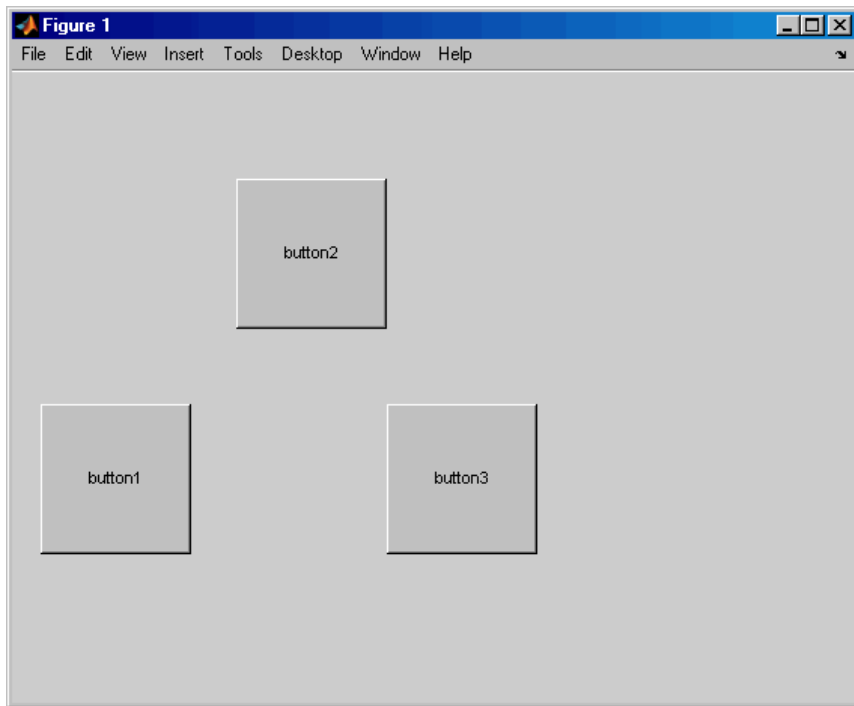 Figure 1
File Edit View Insert Tools Desktop Window Help
button2
button1
button3